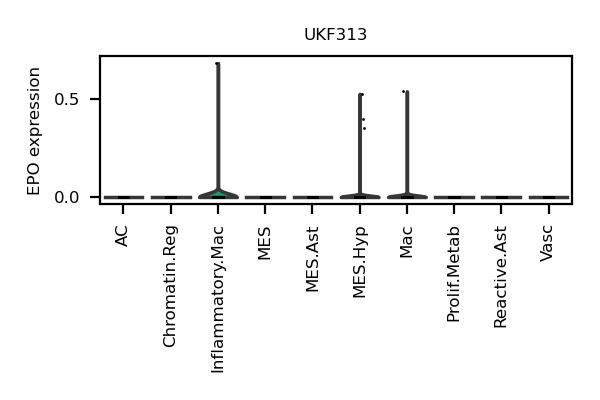 UKF313
EPO expression
0.5
0.0
AC
Chromatin.Reg
Inflammatory.Mac
MES
MES.Ast
MES.Hyp
Mac
Prolif.Metab
Reactive.Ast
Vasc